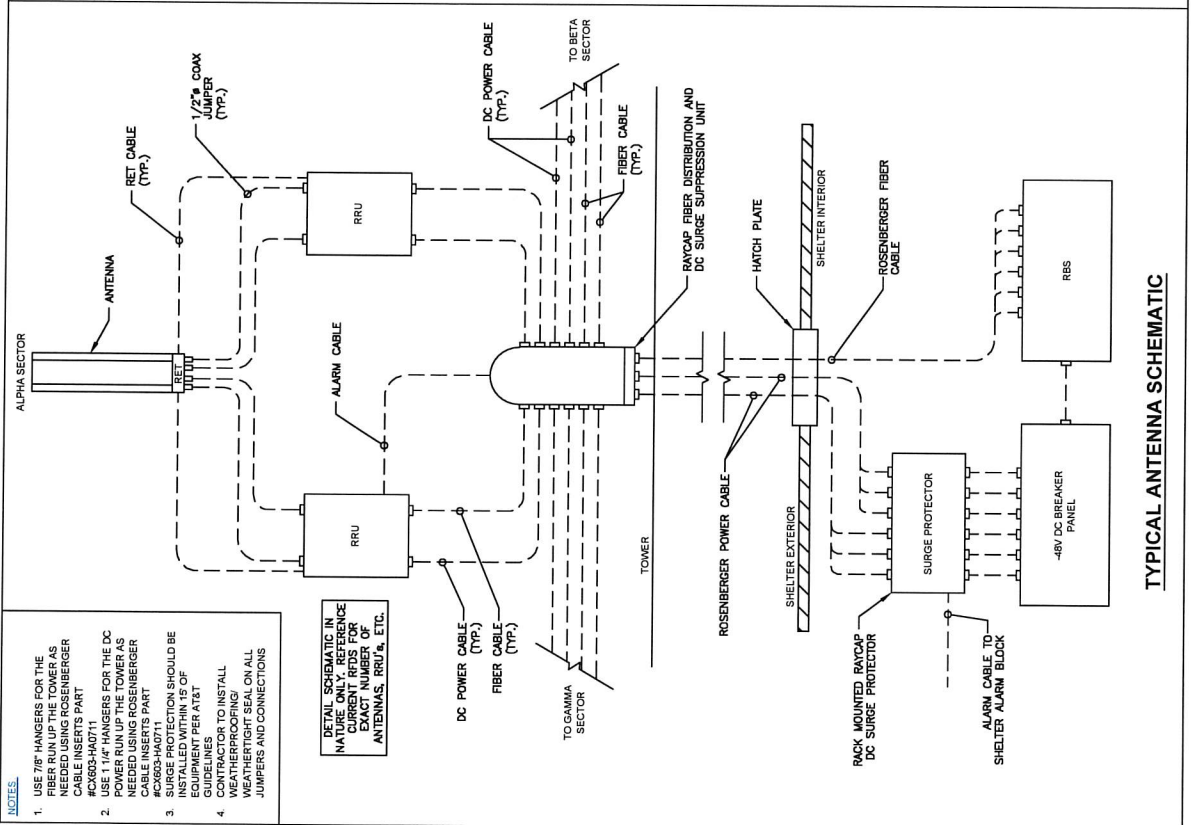 NOTES
1. USE 7/8" HANGERS FOR THE
FIBER RUN UP THE TOWER AS
NEEDED USING ROSENBERGER
CABLE INSERTS PART
#CX603-HA0711
2. USE 1 1/4" HANGERS FOR THE DC
POWER RUN UP THE TOWER AS
NEEDED USING ROSENBERGER
CABLE INSERTS PART
#CX603-HA0711
3. SURGE PROTECTION SHOULD BE
INSTALLED WITHIN 15' OF
EQUIPMENT PER AT&T
GUIDELINES
4. CONTRACTOR TO INSTALL
WEATHERPROOFING/
WEATHERTIGHT SEAL ON ALL
JUMPERS AND CONNECTIONS
ALPHA SECTOR
ANTENNA
RET
RET CABLE
(TYP.)
1/2"ø COAX
JUMPER
(TYP.)
RRU
RRU
ALARM CABLE
DETAIL SCHEMATIC IN
NATURE ONLY. REFERENCE
CURRENT RFDS FOR
EXACT NUMBER OF
ANTENNAS, RRU's, ETC.
DC POWER CABLE
(TYP.)
FIBER CABLE
(TYP.)
DC POWER CABLE
(TYP.)
TO BETA
SECTOR
FIBER CABLE
(TYP.)
TO GAMMA
SECTOR
TOWER
RAYCAP FIBER DISTRIBUTION AND
DC SURGE SUPPRESSION UNIT
ROSENBERGER POWER CABLE
HATCH PLATE
SHELTER EXTERIOR
SHELTER INTERIOR
ROSENBERGER FIBER
CABLE
RACK MOUNTED RAYCAP
DC SURGE PROTECTOR
SURGE PROTECTOR
ALARM CABLE TO
SHELTER ALARM BLOCK
-48V DC BREAKER
PANEL
RBS
TYPICAL ANTENNA SCHEMATIC